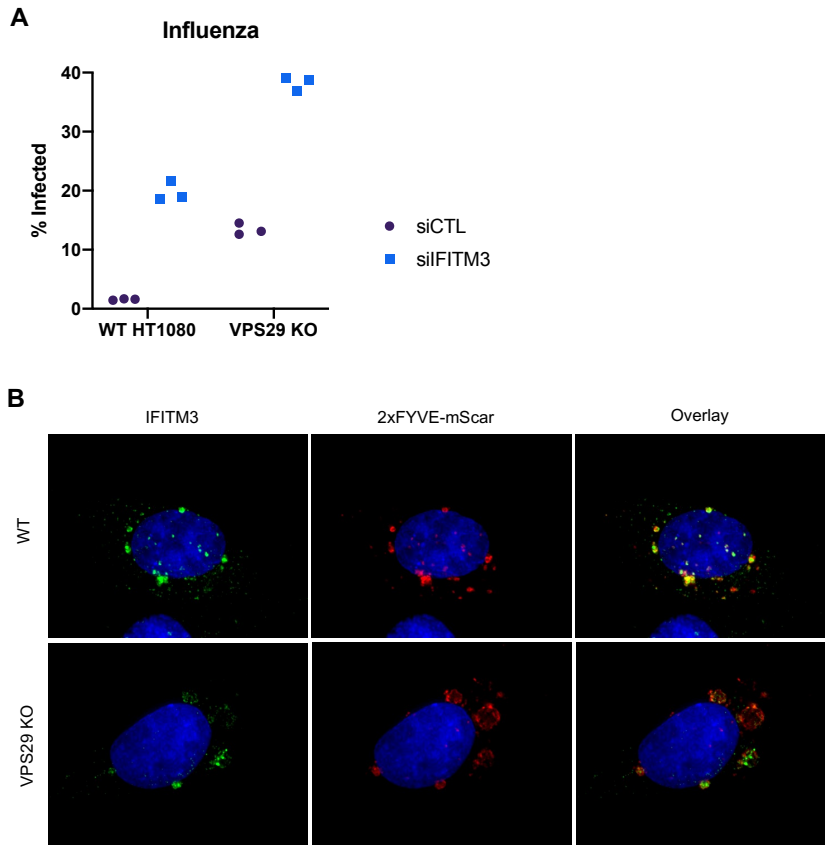 A
Influenza
% Infected
40
30
20
10
0
WT HT1080
VPS29 KO
siCTL
siIFITM3
B
IFITM3
2xFYVE-mScar
Overlay
WT
VPS29 KO